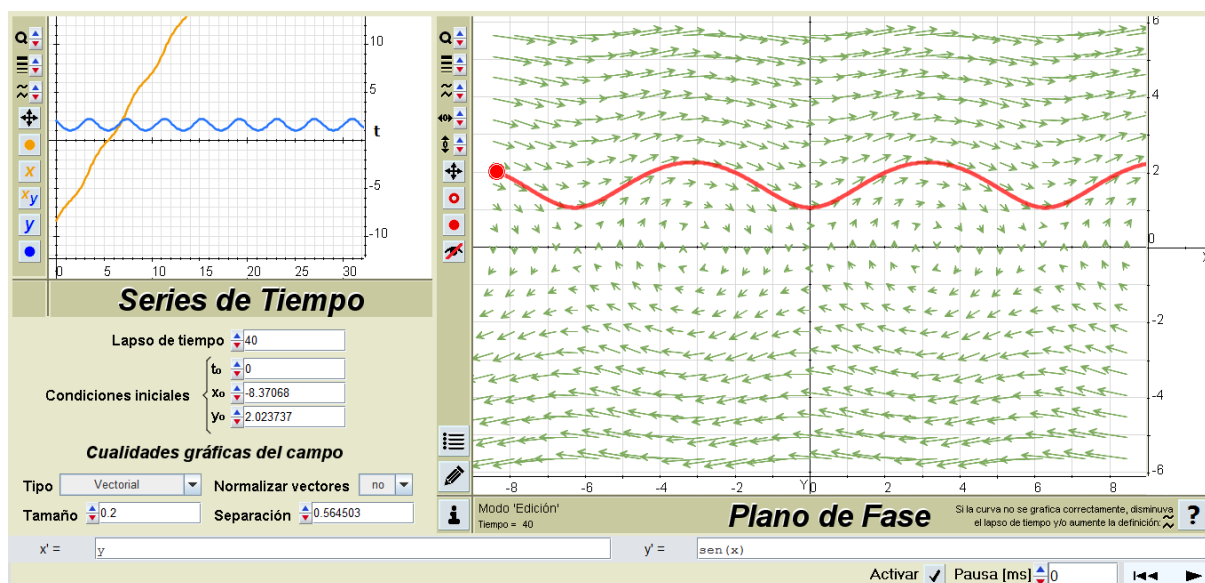 10
5
t
-5
-10
0 5 10 15 20 25 30
x
xy
y
Series de Tiempo
Lapso de tiempo 40
t₀ 0
Condiciones iniciales x₀ -8.37068
y₀ 2.023737
Cualidades gráficas del campo
Tipo Vectorial Normalizar vectores no
Tamaño 0.2 Separación 0.564503
6
4
2
0
X
-2
-4
-6
-8 -6 -4 -2 Y 0 2 4 6 8
Modo 'Edición'
Tiempo = 40
Plano de Fase
Si la curva no se grafica correctamente, disminuva
el lapso de tiempo y/o aumente la definición:
?
x' = y y' = sen(x)
Activar Pausa [ms] 0